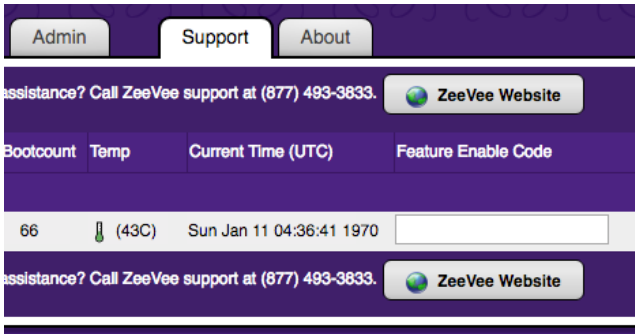 Admin Support About
assistance? Call ZeeVee support at (877) 493-3833. ZeeVee Website
Bootcount Temp Current Time (UTC) Feature Enable Code
66 (43C) Sun Jan 11 04:36:41 1970
assistance? Call ZeeVee support at (877) 493-3833. ZeeVee Website